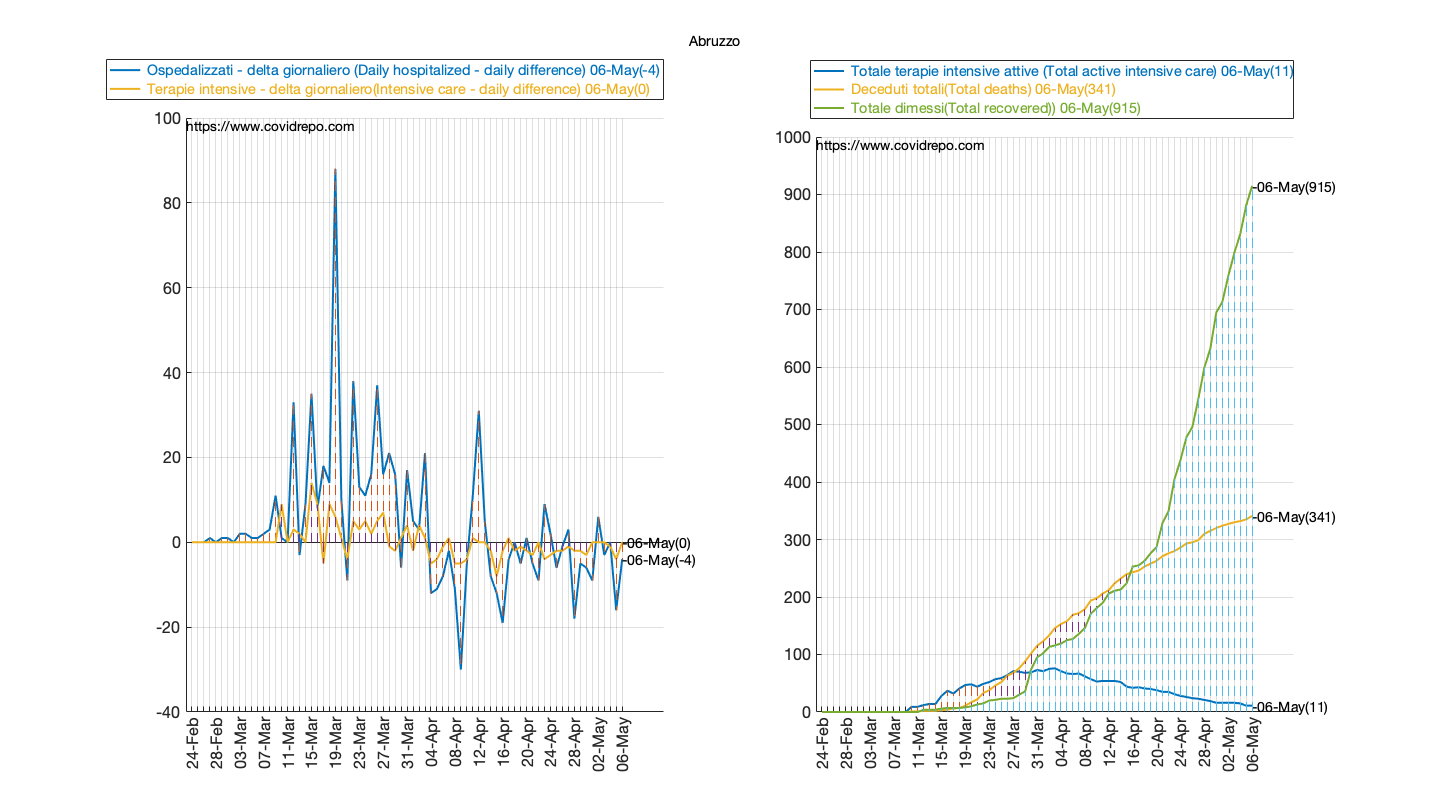 Abruzzo
Ospedalizzati - delta giornaliero (Daily hospitalized - daily difference) 06-May(-4)
Terapie intensive - delta giornaliero(Intensive care - daily difference) 06-May(0)
https://www.covidrepo.com
100
80
60
40
20
0
-20
-40
06-May(0)
06-May(-4)
24-Feb
28-Feb
03-Mar
07-Mar
11-Mar
15-Mar
19-Mar
23-Mar
27-Mar
31-Mar
04-Apr
08-Apr
12-Apr
16-Apr
20-Apr
24-Apr
28-Apr
02-May
06-May
Totale terapie intensive attive (Total active intensive care) 06-May(11)
Deceduti totali(Total deaths) 06-May(341)
Totale dimessi(Total recovered)) 06-May(915)
https://www.covidrepo.com
1000
900
800
700
600
500
400
300
200
100
0
06-May(915)
06-May(341)
06-May(11)
24-Feb
28-Feb
03-Mar
07-Mar
11-Mar
15-Mar
19-Mar
23-Mar
27-Mar
31-Mar
04-Apr
08-Apr
12-Apr
16-Apr
20-Apr
24-Apr
28-Apr
02-May
06-May